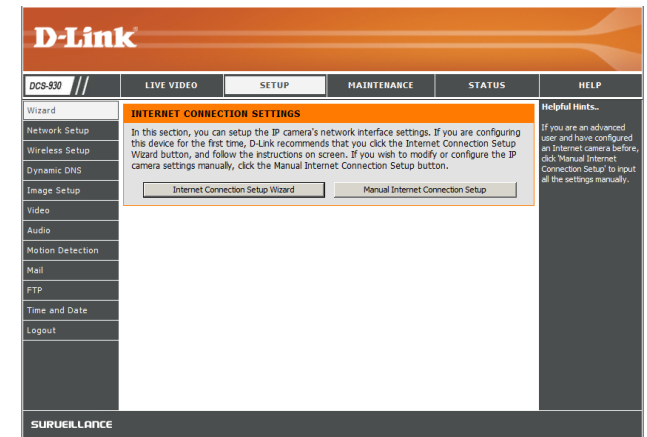 D-Link
DCS-930 // LIVE VIDEO SETUP MAINTENANCE STATUS HELP
Wizard
Network Setup
Wireless Setup
Dynamic DNS
Image Setup
Video
Audio
Motion Detection
Mail
FTP
Time and Date
Logout
INTERNET CONNECTION SETTINGS
In this section, you can setup the IP camera's network interface settings. If you are configuring
this device for the first time, D-Link recommends that you click the Internet Connection Setup
Wizard button, and follow the instructions on screen. If you wish to modify or configure the IP
camera settings manually, click the Manual Internet Connection Setup button.
Internet Connection Setup Wizard Manual Internet Connection Setup
Helpful Hints..
If you are an advanced
user and have configured
an Internet camera before,
click 'Manual Internet
Connection Setup' to input
all the settings manually.
SURVEILLANCE